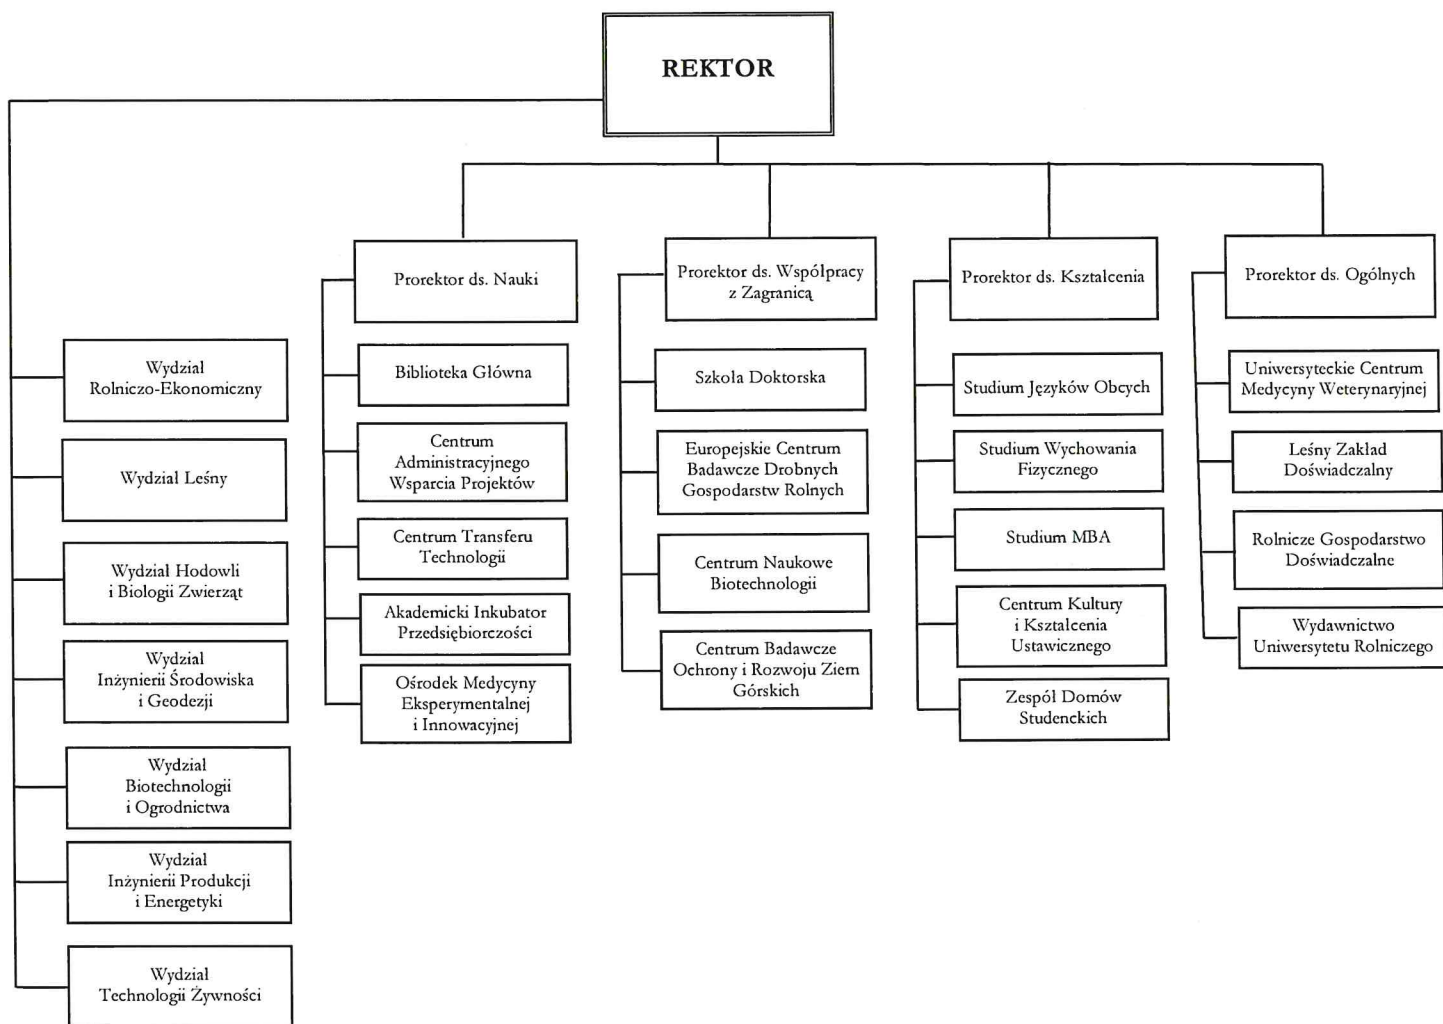 REKTOR
Prorektor ds. Nauki
Prorektor ds. Współpracy
z Zagranicą
Prorektor ds. Kształcenia
Prorektor ds. Ogólnych
Wydział
Rolniczo-Ekonomiczny
Wydział Leśny
Wydział Hodowli
i Biologii Zwierząt
Wydział
Inżynierii Środowiska
i Geodezji
Wydział
Biotechnologii
i Ogrodnictwa
Wydział
Inżynierii Produkcji
i Energetyki
Wydział
Technologii Żywności
Biblioteka Główna
Centrum
Administracyjnego
Wsparcia Projektów
Centrum Transferu
Technologii
Akademicki Inkubator
Przedsiębiorczości
Ośrodek Medycyny
Eksperymentalnej
i Innowacyjnej
Szkoła Doktorska
Europejskie Centrum
Badawcze Drobnych
Gospodarstw Rolnych
Centrum Naukowe
Biotechnologii
Centrum Badawcze
Ochrony i Rozwoju Ziem
Górskich
Studium Języków Obcych
Studium Wychowania
Fizycznego
Studium MBA
Centrum Kultury
i Kształcenia
Ustawicznego
Zespół Domów
Studenckich
Uniwersyteckie Centrum
Medycyny Weterynaryjnej
Leśny Zakład
Doświadczalny
Rolnicze Gospodarstwo
Doświadczalne
Wydawnictwo
Uniwersytetu Rolniczego